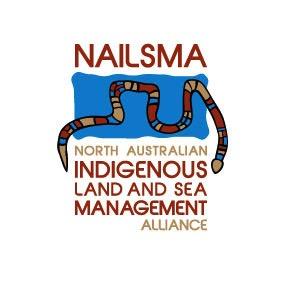 NAILSMA
NORTH AUSTRALIAN
INDIGENOUS
LAND AND SEA
MANAGEMENT
ALLIANCE